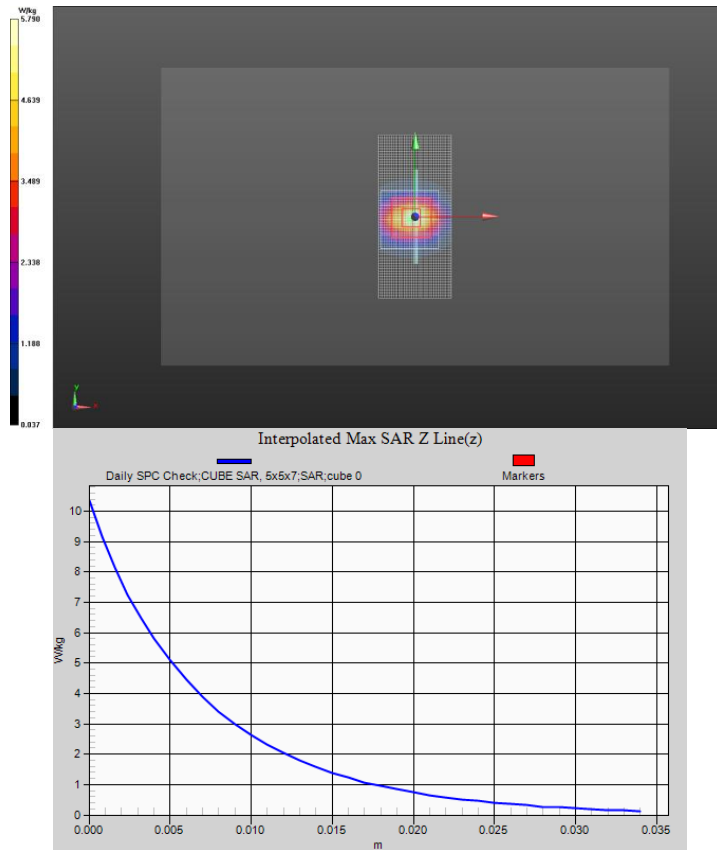 W/kg
5.790
4.639
3.489
2.338
1.188
0.037
y
x
Interpolated Max SAR Z Line(z)
Daily SPC Check;CUBE SAR, 5x5x7;SAR;cube 0 Markers
10
9
8
7
6
5
4
3
2
1
0
W/kg
0.000 0.005 0.010 0.015 0.020 0.025 0.030 0.035
m